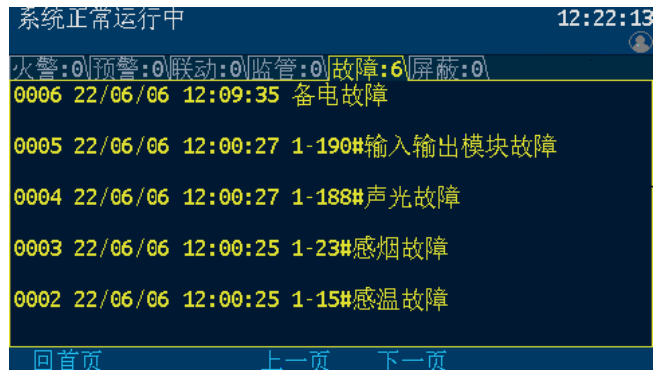 系统正常运行中 12:22:13
火警:0\预警:0\联动:0\监管:0\故障:6\屏蔽:0\
0006 22/06/06 12:09:35 备电故障
0005 22/06/06 12:00:27 1-190#输入输出模块故障
0004 22/06/06 12:00:27 1-188#声光故障
0003 22/06/06 12:00:25 1-23#感烟故障
0002 22/06/06 12:00:25 1-15#感温故障
回首页 上一页 下一页